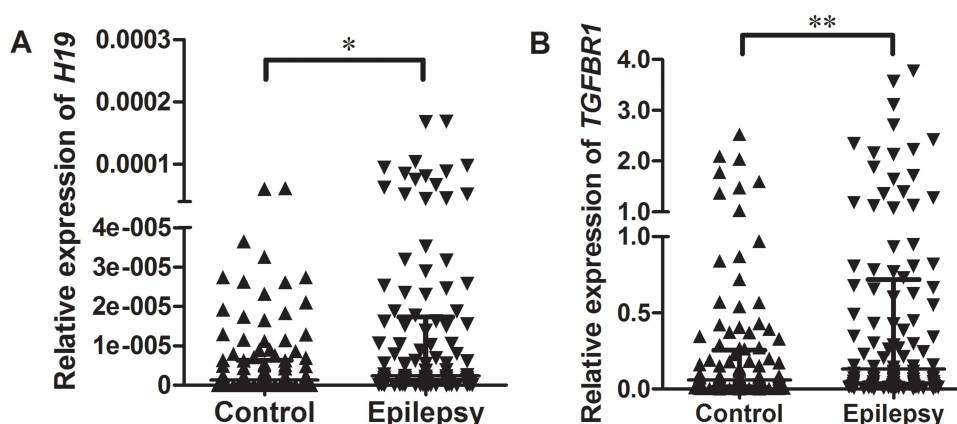 A
Relative expression of H19
0.0003
0.0002
0.0001
4e-005
3e-005
2e-005
1e-005
0
*
Control
Epilepsy
B
Relative expression of TGFBR1
4.0
3.0
2.0
1.0
1.0
0.5
0.0
**
Control
Epilepsy